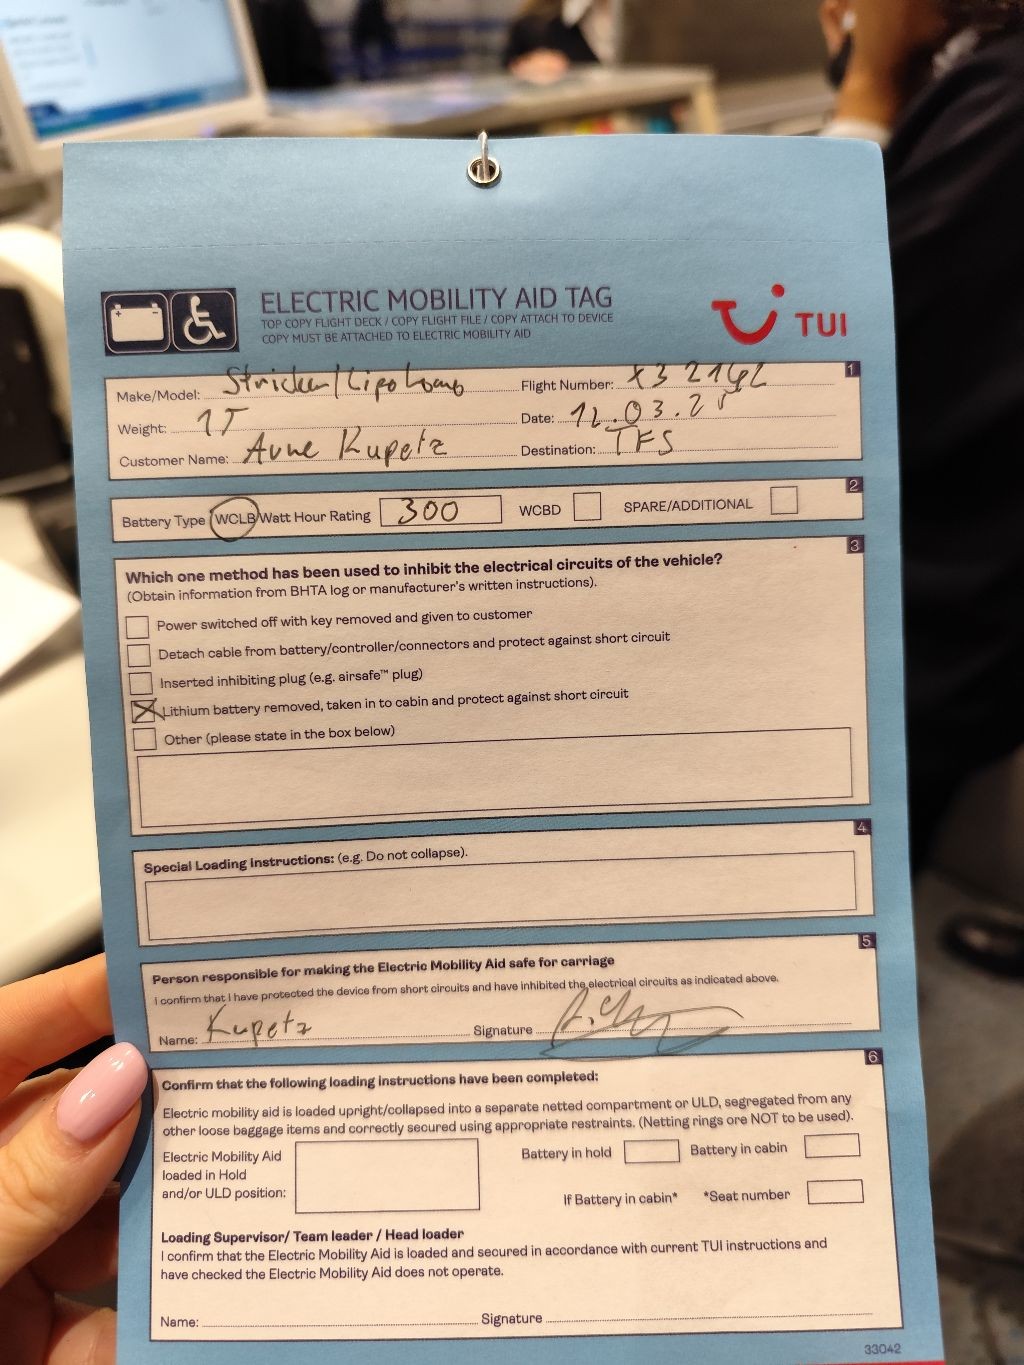 ELECTRIC MOBILITY AID TAG
TOP COPY FLIGHT DECK / COPY FLIGHT FILE / COPY ATTACH TO DEVICE
COPY MUST BE ATTACHED TO ELECTRIC MOBILITY AID
TUI
1
Make/Model: Flight Number: X3 2142
Weight: Date: 12.03.25
Customer Name: Kupetz Destination: TFS
2
Battery Type WCLB Watt Hour Rating 300 WCBD SPARE/ADDITIONAL
3
Which one method has been used to inhibit the electrical circuits of the vehicle?
(Obtain information from BHTA log or manufacturer's written instructions).
Power switched off with key removed and given to customer
Detach cable from battery/controller/connectors and protect against short circuit
Inserted inhibiting plug (e.g. airsafe™ plug)
Lithium battery removed, taken in to cabin and protect against short circuit
Other (please state in the box below)
4
Special Loading Instructions: (e.g. Do not collapse).
5
Person responsible for making the Electric Mobility Aid safe for carriage
I confirm that I have protected the device from short circuits and have inhibited the electrical circuits as indicated above.
Name: Kupetz Signature
6
Confirm that the following loading instructions have been completed:
Electric mobility aid is loaded upright/collapsed into a separate netted compartment or ULD, segregated from any
other loose baggage items and correctly secured using appropriate restraints. (Netting rings are NOT to be used).
Electric Mobility Aid
loaded in Hold
and/or ULD position:
Battery in hold Battery in cabin
If Battery in cabin* *Seat number
Loading Supervisor/ Team leader / Head loader
I confirm that the Electric Mobility Aid is loaded and secured in accordance with current TUI instructions and
have checked the Electric Mobility Aid does not operate.
Name: Signature
33042